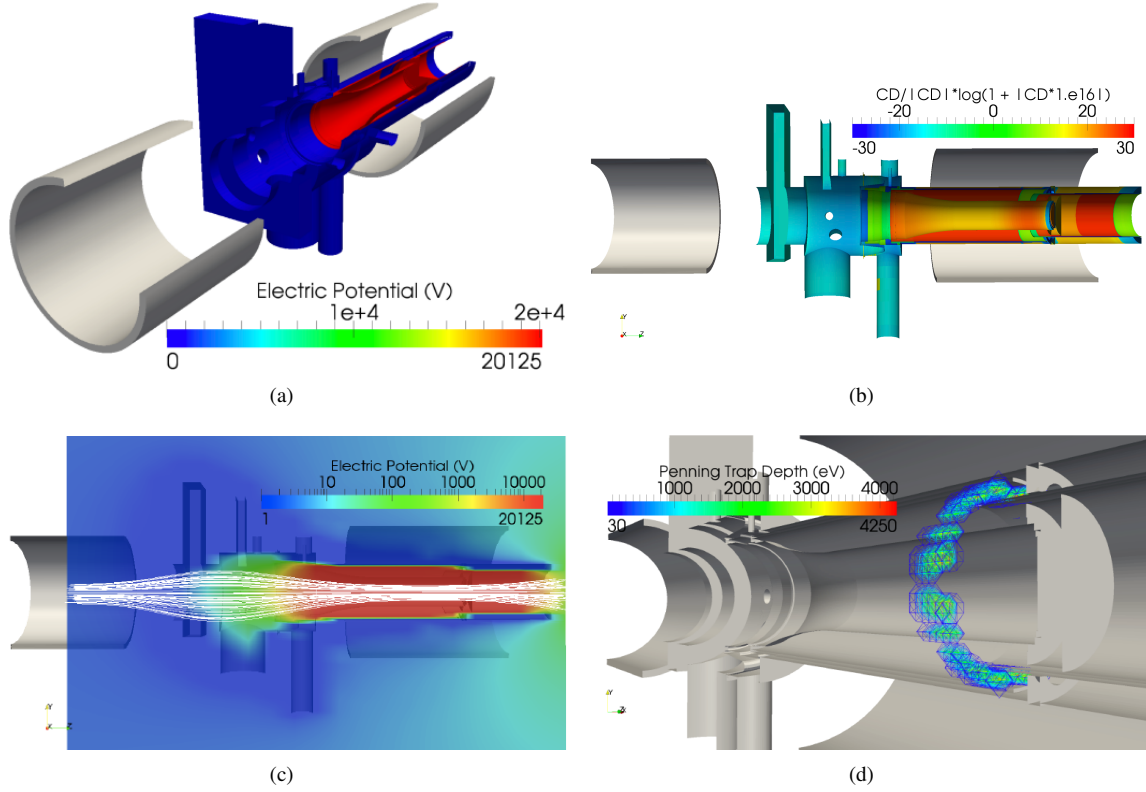 Electric Potential (V)
1e+4 2e+4
0 20125
(a)
CD/|CD|*log(1 + |CD*1.e16|)
-20 0 20
-30 30
Y
X Z
(b)
Electric Potential (V)
10 100 1000 10000
1 20125
Y
X Z
(c)
Penning Trap Depth (eV)
1000 2000 3000 4000
30 4250
Y
(d)